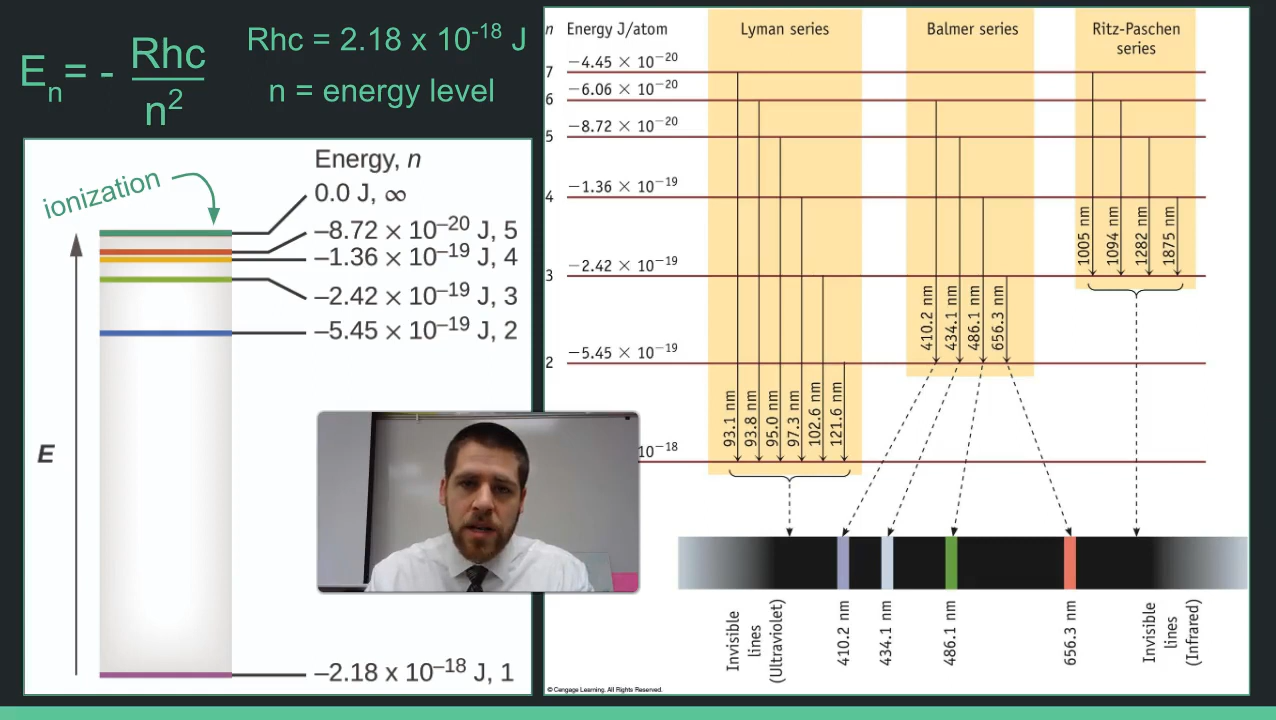 Eₙ = - Rhc / n²
Rhc = 2.18 x 10⁻¹⁸ J
n = energy level
ionization
Energy, n
0.0 J, ∞
–8.72 × 10⁻²⁰ J, 5
–1.36 × 10⁻¹⁹ J, 4
–2.42 × 10⁻¹⁹ J, 3
–5.45 × 10⁻¹⁹ J, 2
E
–2.18 x 10⁻¹⁸ J, 1
n Energy J/atom
Lyman series
Balmer series
Ritz-Paschen
series
−4.45 × 10⁻²⁰
7
−6.06 × 10⁻²⁰
6
−8.72 × 10⁻²⁰
5
−1.36 × 10⁻¹⁹
4
−2.42 × 10⁻¹⁹
3
−5.45 × 10⁻¹⁹
2
10⁻¹⁸
93.1 nm
93.8 nm
95.0 nm
97.3 nm
102.6 nm
121.6 nm
410.2 nm
434.1 nm
486.1 nm
656.3 nm
1005 nm
1094 nm
1282 nm
1875 nm
Invisible
lines
(Ultraviolet)
410.2 nm
434.1 nm
486.1 nm
656.3 nm
Invisible
lines
(Infrared)
© Cengage Learning. All Rights Reserved.